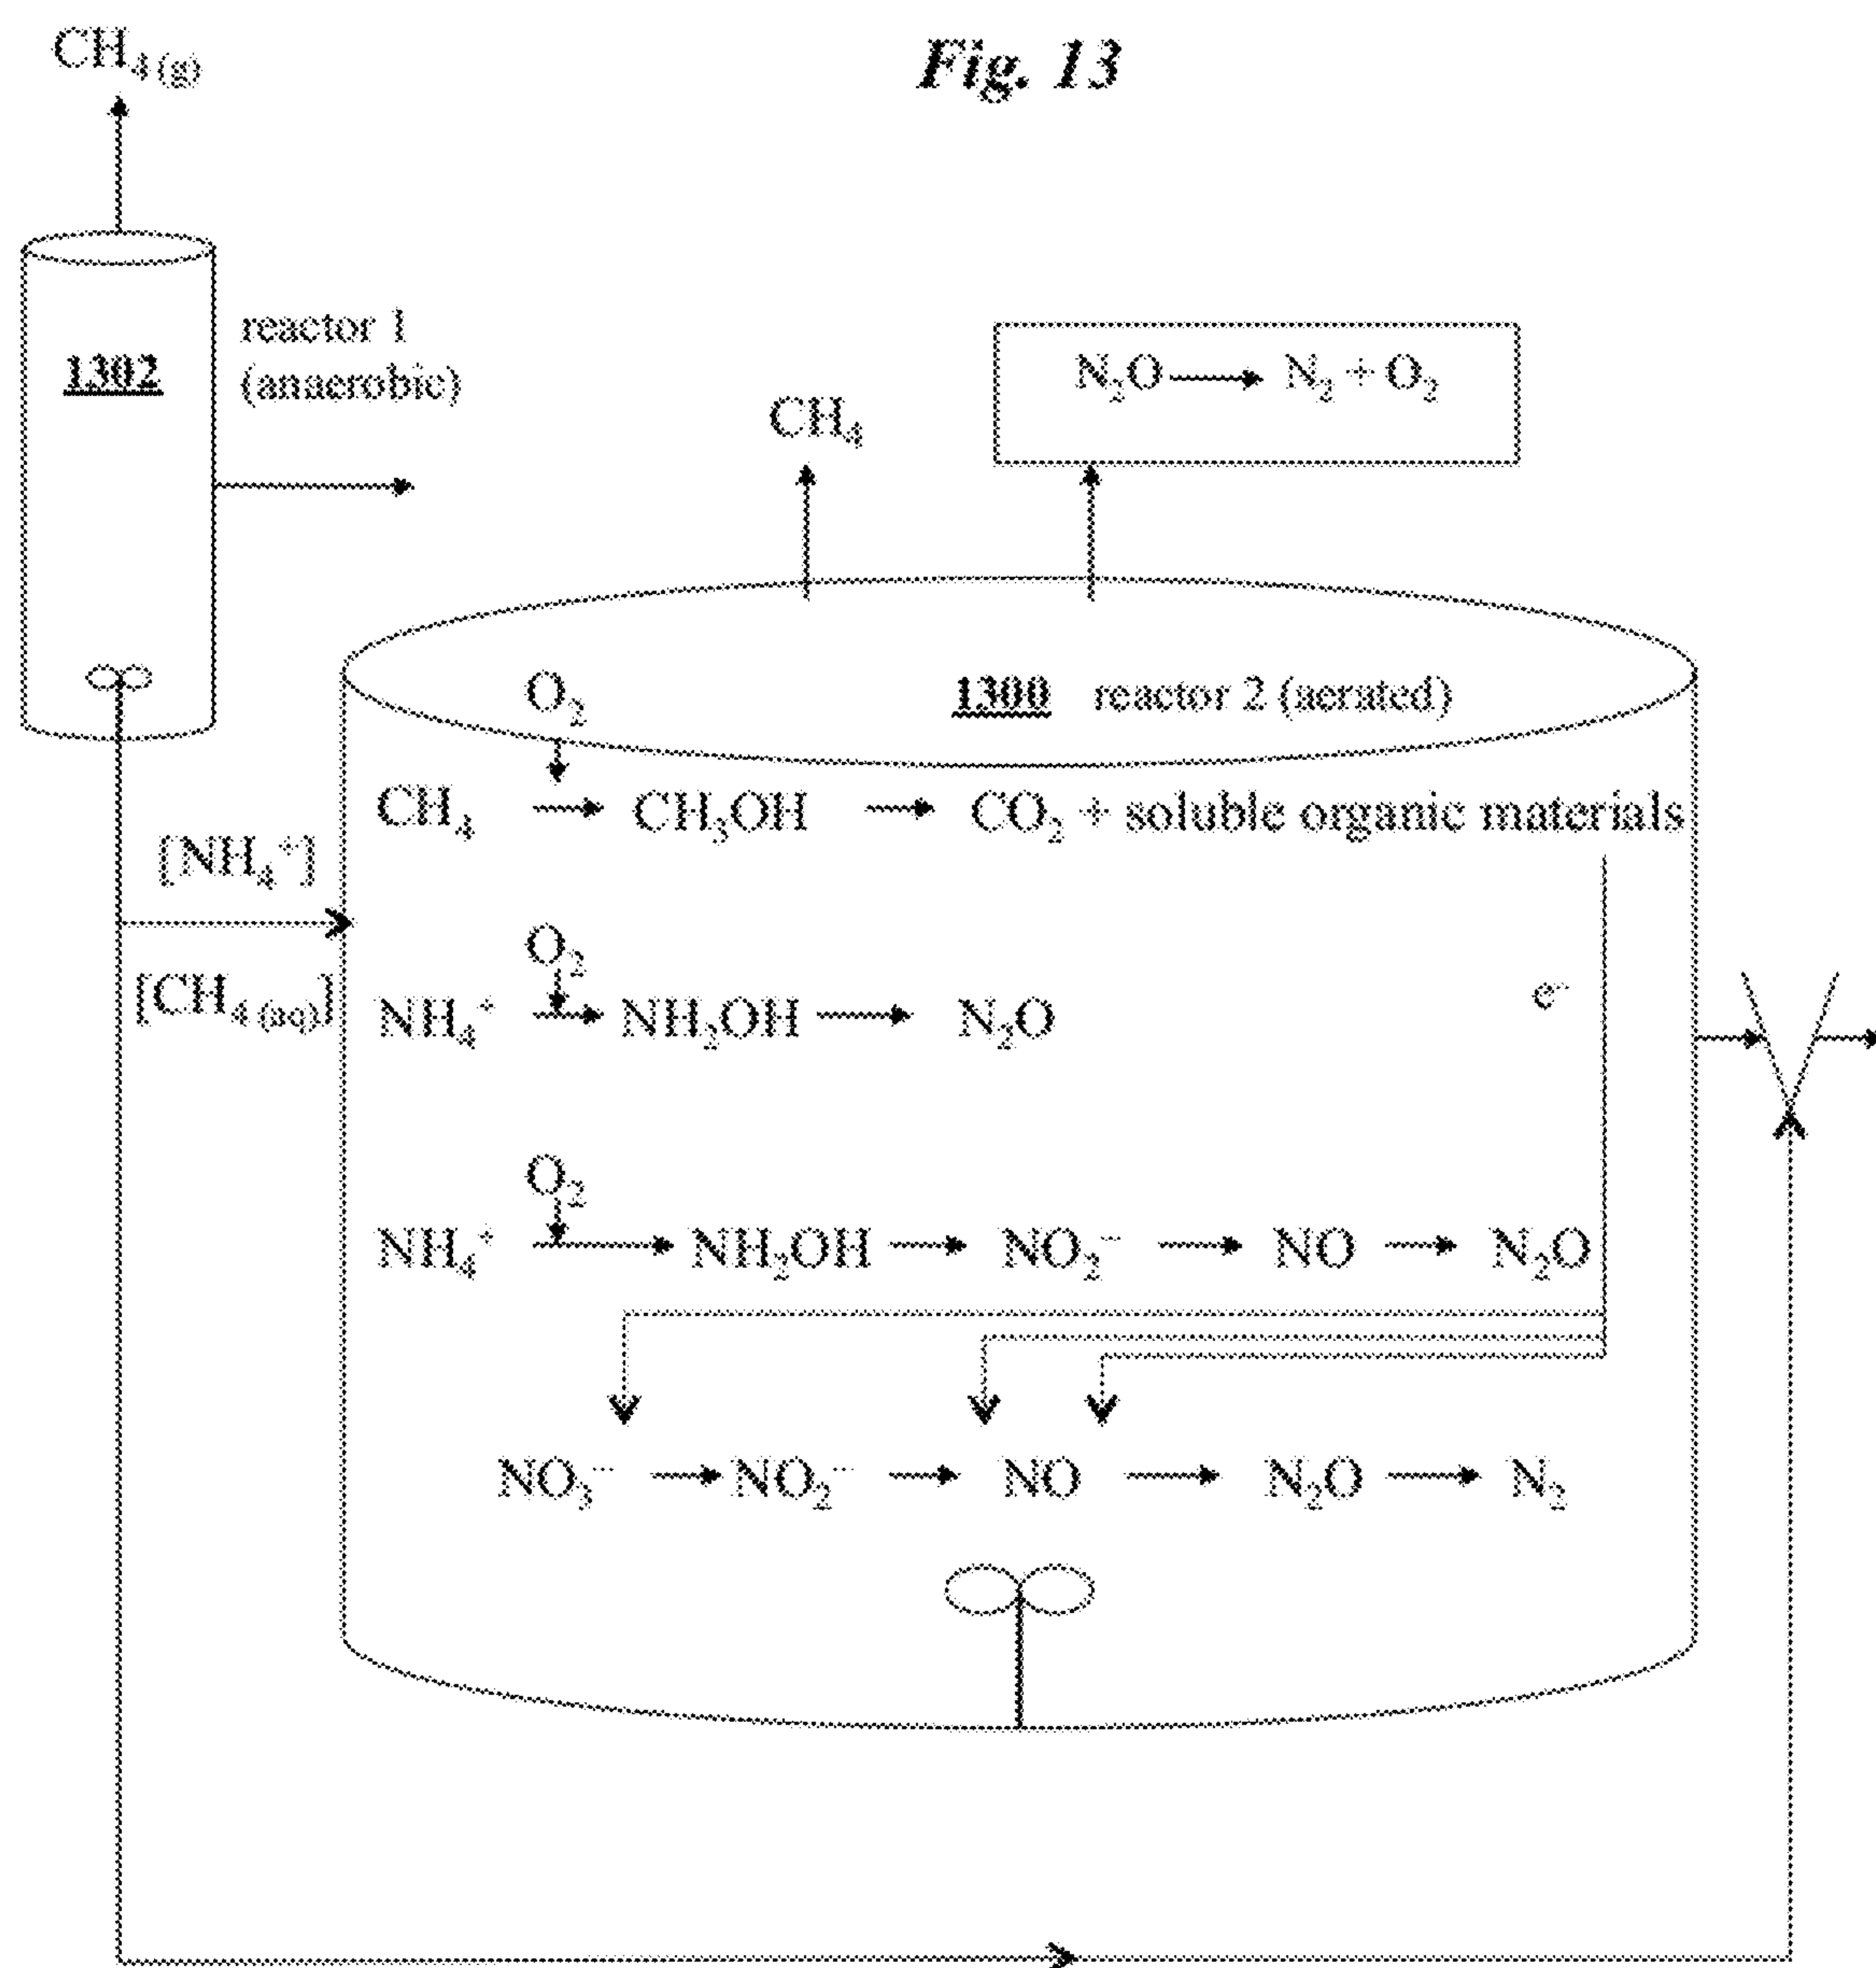 Fig. 13
CH₄ (g)
reactor 1
(anaerobic)
1302
N₂O → N₂ + O₂
CH₄
O₂
1300 reactor 2 (aerated)
CH₄ → CH₃OH → CO₂ + soluble organic materials
[NH₄⁺]
[CH₄ (aq)]
O₂
e⁻
NH₄⁺ → NH₂OH → N₂O
O₂
NH₄⁺ → NH₂OH → NO₂⁻ → NO → N₂O
NO₃⁻ → NO₂⁻ → NO → N₂O → N₂